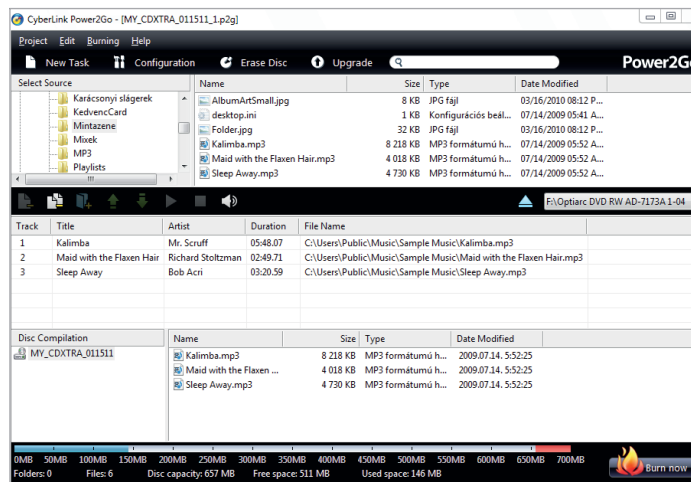 CyberLink Power2Go - [MY_CDXTRA_011511_1.p2g]
Project Edit Burning Help
New Task Configuration Erase Disc Upgrade Power2G
Select Source Name Size Type Date Modified
Karácsonyi slágerek AlbumArtSmall.jpg 8 KB JPG fájl 03/16/2010 08:12 P...
KedvencCard desktop.ini 1 KB Konfigurációs beál... 07/14/2009 05:41 A...
Mintazene Folder.jpg 32 KB JPG fájl 03/16/2010 08:12 P...
Mixek Kalimba.mp3 8 218 KB MP3 formátumú h... 07/14/2009 05:52 A...
MP3 Maid with the Flaxen Hair.mp3 4 018 KB MP3 formátumú h... 07/14/2009 05:52 A...
Playlists Sleep Away.mp3 4 730 KB MP3 formátumú h... 07/14/2009 05:52 A...
F:\Optiarc DVD RW AD-7173A 1-04
Track Title Artist Duration File Name
1 Kalimba Mr. Scruff 05:48.07 C:\Users\Public\Music\Sample Music\Kalimba.mp3
2 Maid with the Flaxen Hair Richard Stoltzman 02:49.71 C:\Users\Public\Music\Sample Music\Maid with the Flaxen Hair.mp3
3 Sleep Away Bob Acri 03:20.59 C:\Users\Public\Music\Sample Music\Sleep Away.mp3
Disc Compilation Name Size Type Date Modified
MY_CDXTRA_011511 Kalimba.mp3 8 218 KB MP3 formátumú h... 2009.07.14. 5:52:25
Maid with the Flaxen ... 4 018 KB MP3 formátumú h... 2009.07.14. 5:52:25
Sleep Away.mp3 4 730 KB MP3 formátumú h... 2009.07.14. 5:52:25
0MB 50MB 100MB 150MB 200MB 250MB 300MB 350MB 400MB 450MB 500MB 550MB 600MB 650MB 700MB
Folders: 0 Files: 6 Disc capacity: 657 MB Free space: 511 MB Used space: 146 MB Burn now